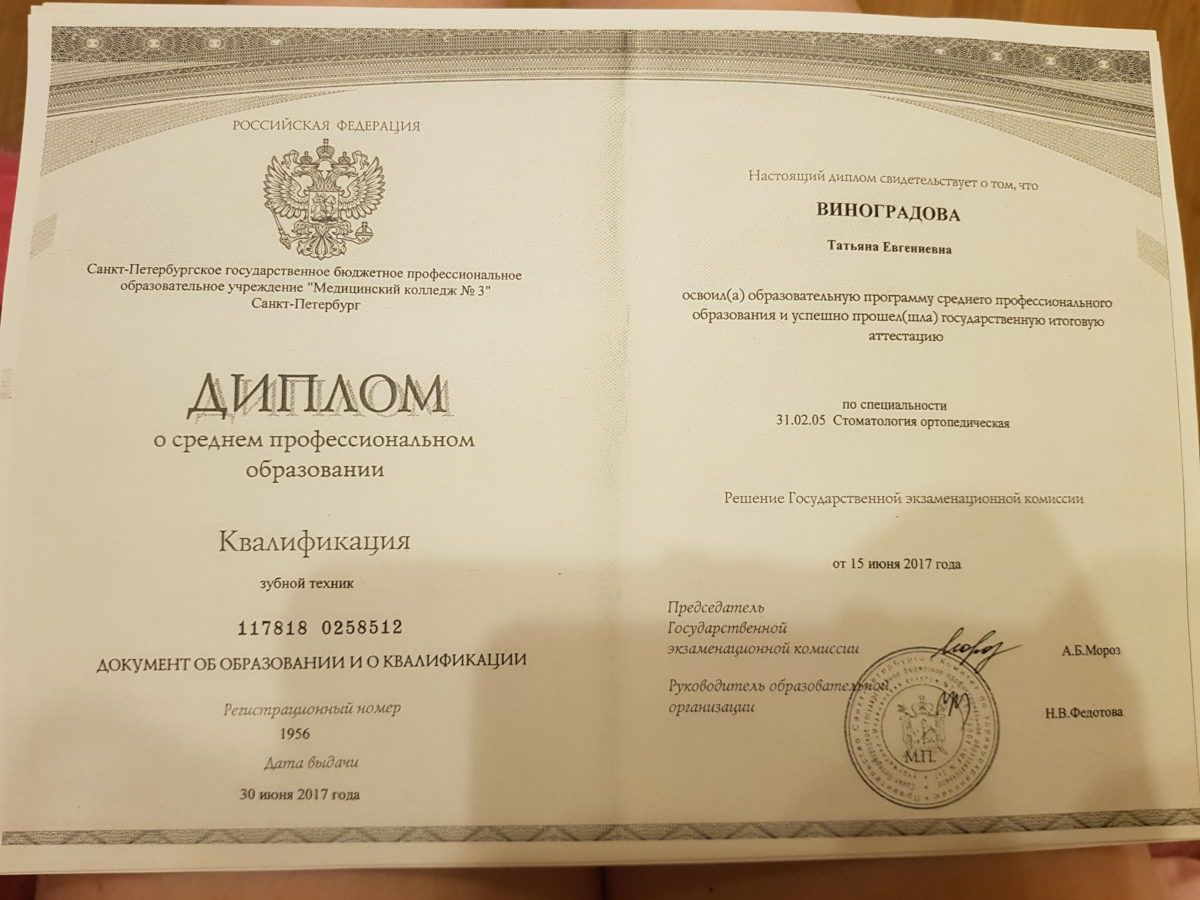 РОССИЙСКАЯ ФЕДЕРАЦИЯ
Санкт-Петербургское государственное бюджетное профессиональное
образовательное учреждение "Медицинский колледж № 3"
Санкт-Петербург
ДИПЛОМ
о среднем профессиональном
образовании
Квалификация
зубной техник
117818 0258512
ДОКУМЕНТ ОБ ОБРАЗОВАНИИ И О КВАЛИФИКАЦИИ
Регистрационный номер
1956
Дата выдачи
30 июня 2017 года
Настоящий диплом свидетельствует о том, что
ВИНОГРАДОВА
Татьяна Евгениевна
освоил(а) образовательную программу среднего профессионального
образования и успешно прошел(шла) государственную итоговую
аттестацию
по специальности
31.02.05 Стоматология ортопедическая
Решение Государственной экзаменационной комиссии
от 15 июня 2017 года
Председатель
Государственной
экзаменационной комиссии
А.Б.Мороз
Руководитель образовательной
организации
Н.В.Федотова
М.П.